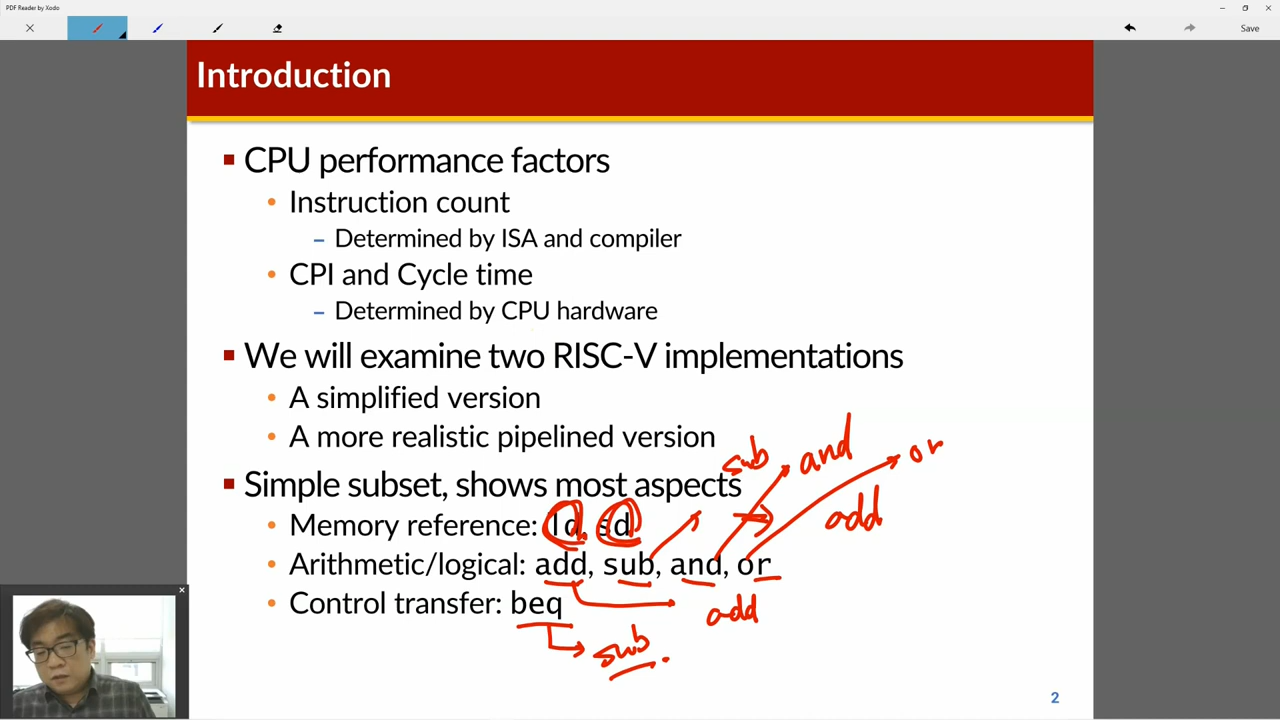 PDF Reader by Xodo
Save
Introduction
▪ CPU performance factors
• Instruction count
– Determined by ISA and compiler
• CPI and Cycle time
– Determined by CPU hardware
▪ We will examine two RISC-V implementations
• A simplified version
• A more realistic pipelined version
sub and or
▪ Simple subset, shows most aspects
• Memory reference: ld, sd
add
• Arithmetic/logical: add, sub, and, or
• Control transfer: beq
add
sub
2